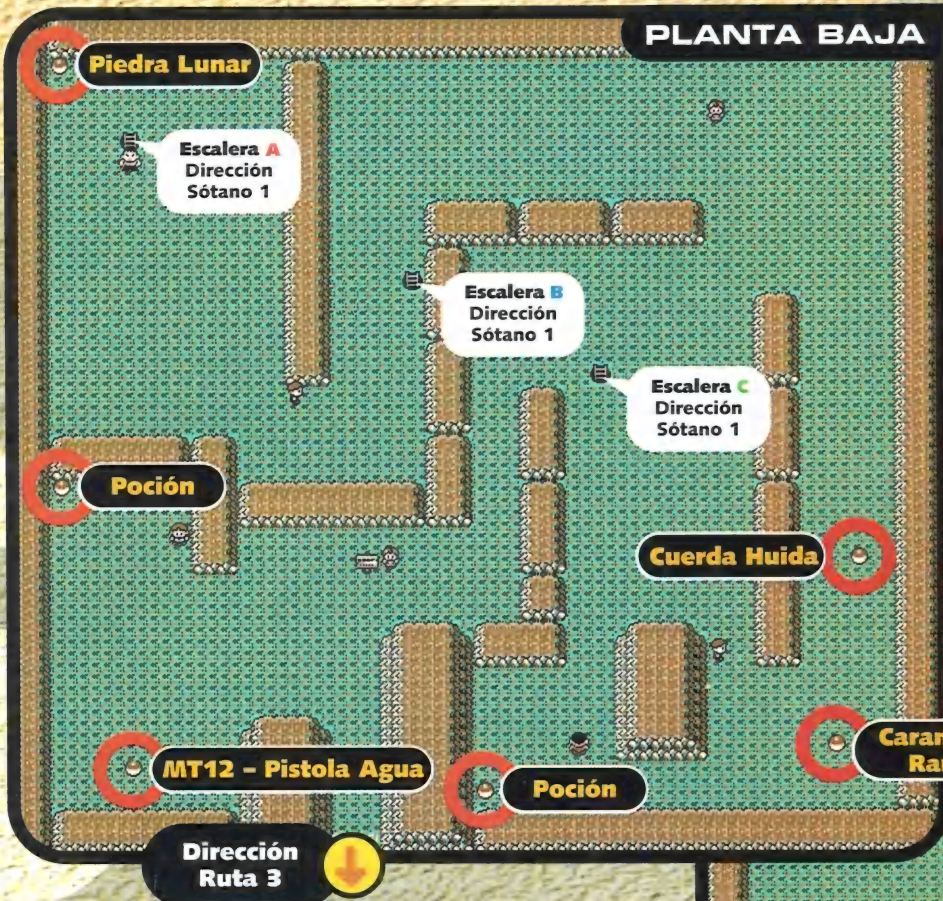 PLANTA BAJA
Piedra Lunar
Escalera A
Dirección
Sótano 1
Escalera B
Dirección
Sótano 1
Escalera C
Dirección
Sótano 1
Poción
Cuerda Huida
MT12 – Pistola Agua
Poción
Dirección
Ruta 3